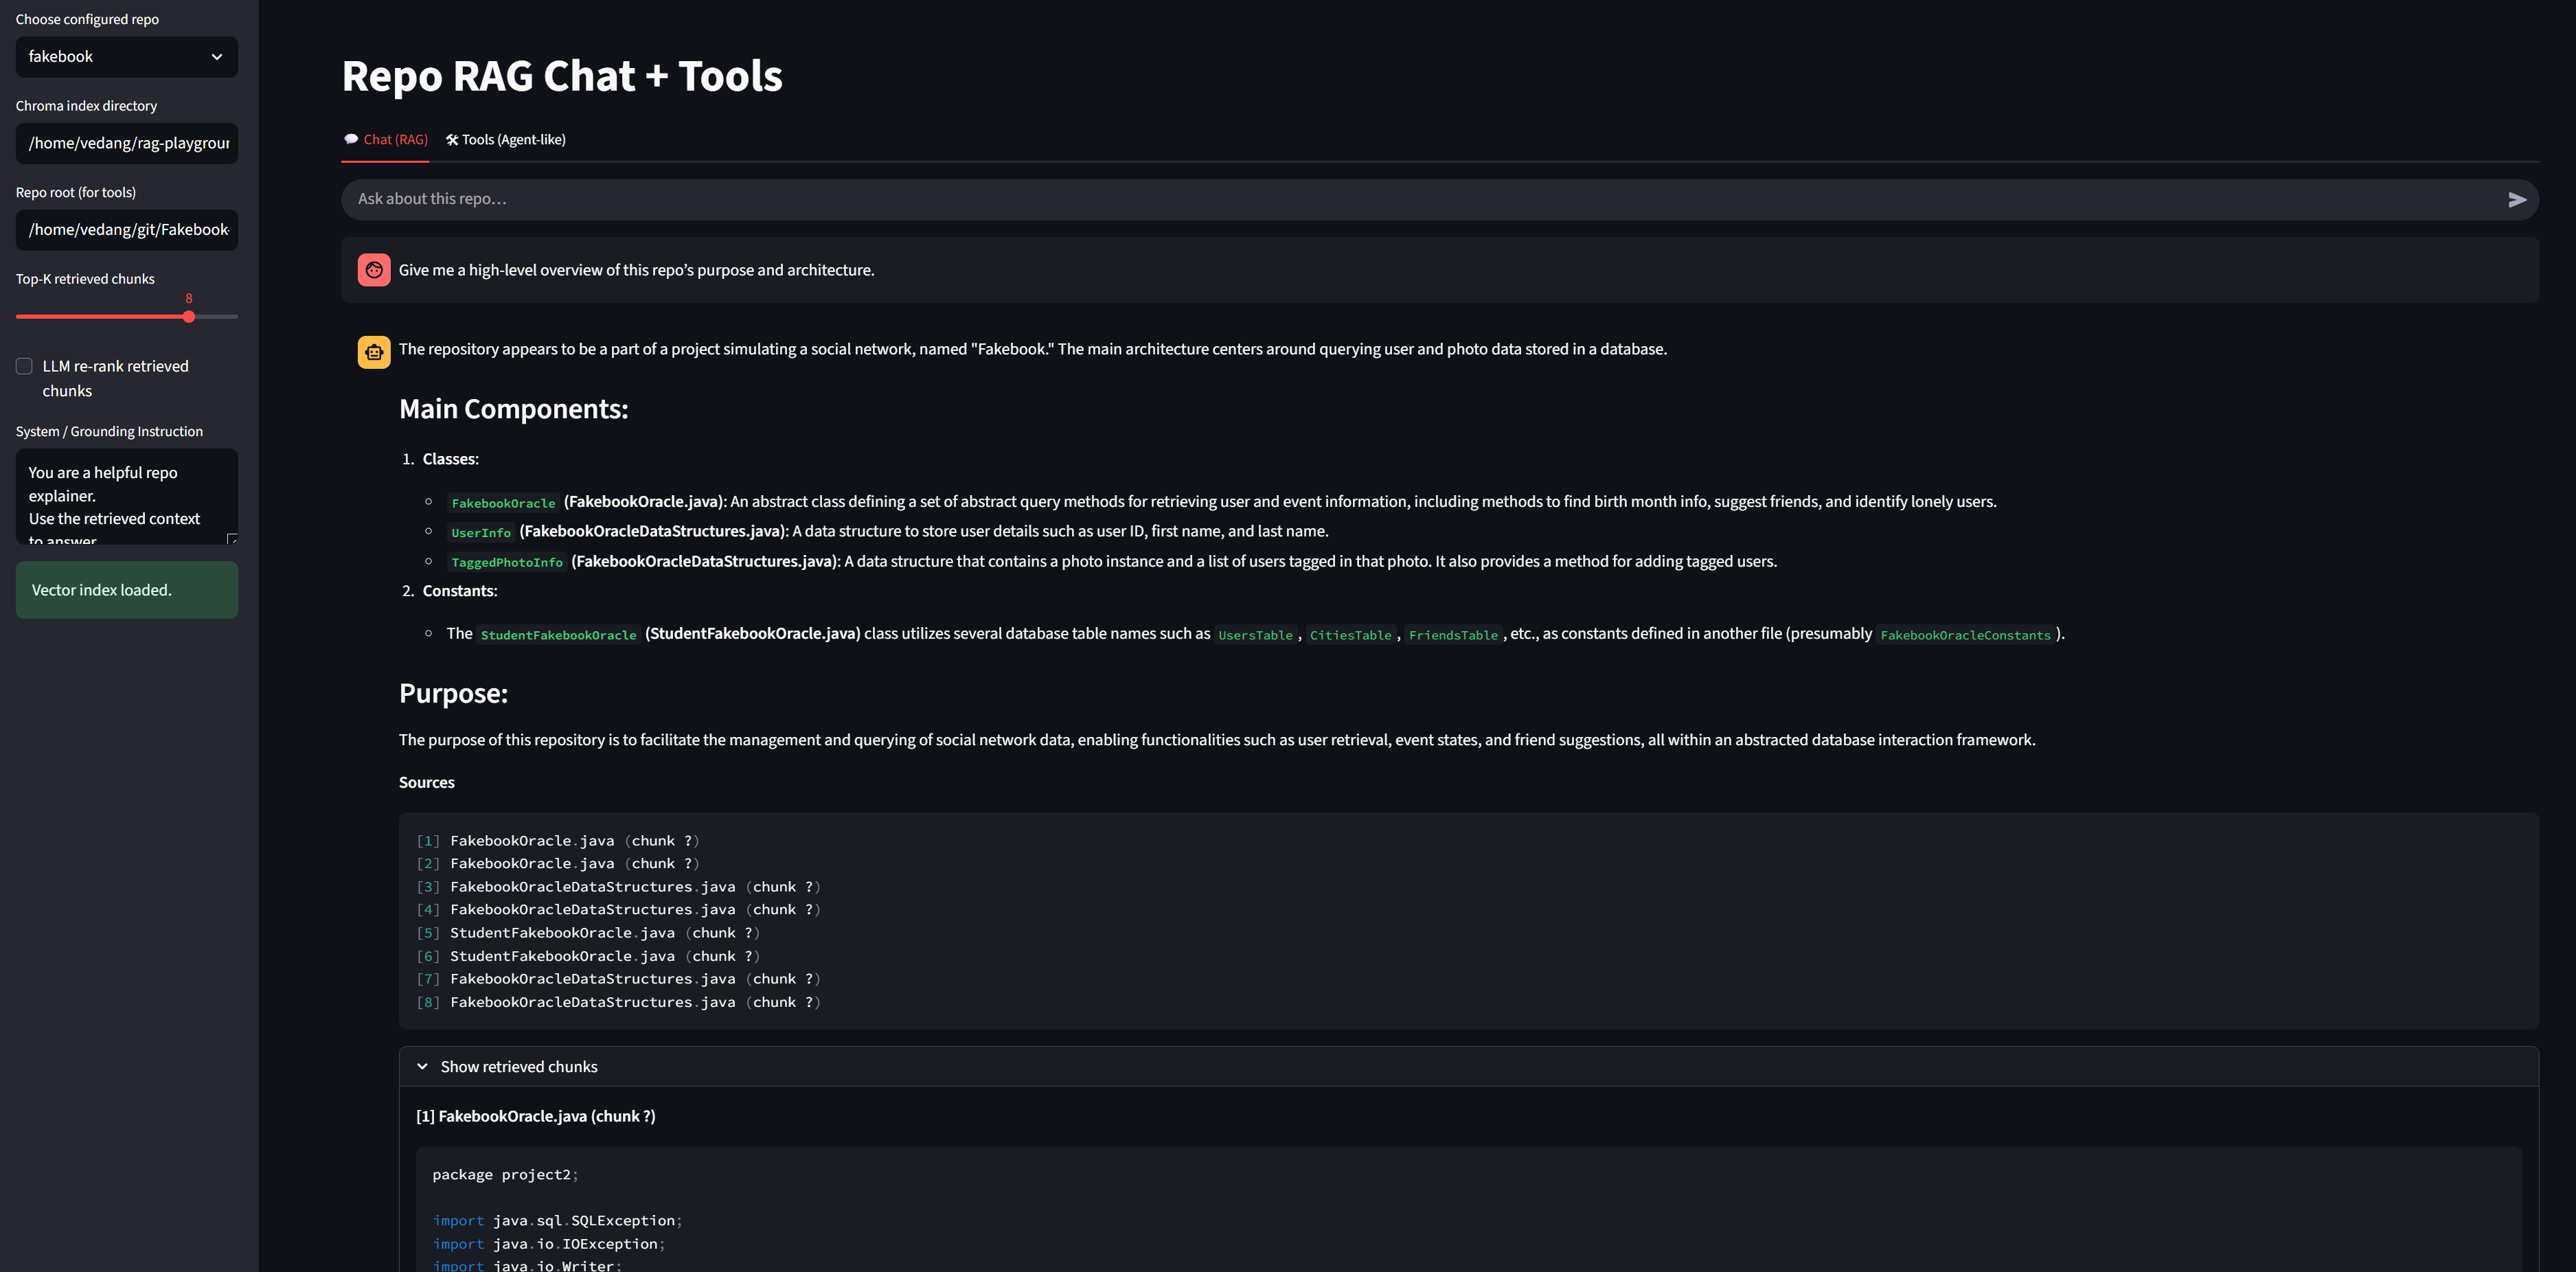 Choose configured repo
fakebook
Chroma index directory
/home/vedang/rag-playgroun
Repo root (for tools)
/home/vedang/git/Fakebook-
Top-K retrieved chunks
8
LLM re-rank retrieved
chunks
System / Grounding Instruction
You are a helpful repo
explainer.
Use the retrieved context
to answer
Vector index loaded.
Repo RAG Chat + Tools
💬 Chat (RAG)
🛠 Tools (Agent-like)
Ask about this repo…
Give me a high-level overview of this repo’s purpose and architecture.
The repository appears to be a part of a project simulating a social network, named "Fakebook." The main architecture centers around querying user and photo data stored in a database.
Main Components:
1. Classes:
FakebookOracle (FakebookOracle.java): An abstract class defining a set of abstract query methods for retrieving user and event information, including methods to find birth month info, suggest friends, and identify lonely users.
UserInfo (FakebookOracleDataStructures.java): A data structure to store user details such as user ID, first name, and last name.
TaggedPhotoInfo (FakebookOracleDataStructures.java): A data structure that contains a photo instance and a list of users tagged in that photo. It also provides a method for adding tagged users.
2. Constants:
The StudentFakebookOracle (StudentFakebookOracle.java) class utilizes several database table names such as UsersTable , CitiesTable , FriendsTable , etc., as constants defined in another file (presumably FakebookOracleConstants ).
Purpose:
The purpose of this repository is to facilitate the management and querying of social network data, enabling functionalities such as user retrieval, event states, and friend suggestions, all within an abstracted database interaction framework.
Sources
[1] FakebookOracle.java (chunk ?)
[2] FakebookOracle.java (chunk ?)
[3] FakebookOracleDataStructures.java (chunk ?)
[4] FakebookOracleDataStructures.java (chunk ?)
[5] StudentFakebookOracle.java (chunk ?)
[6] StudentFakebookOracle.java (chunk ?)
[7] FakebookOracleDataStructures.java (chunk ?)
[8] FakebookOracleDataStructures.java (chunk ?)
Show retrieved chunks
[1] FakebookOracle.java (chunk ?)
package project2;
import java.sql.SQLException;
import java.io.IOException;
import java.io.Writer;